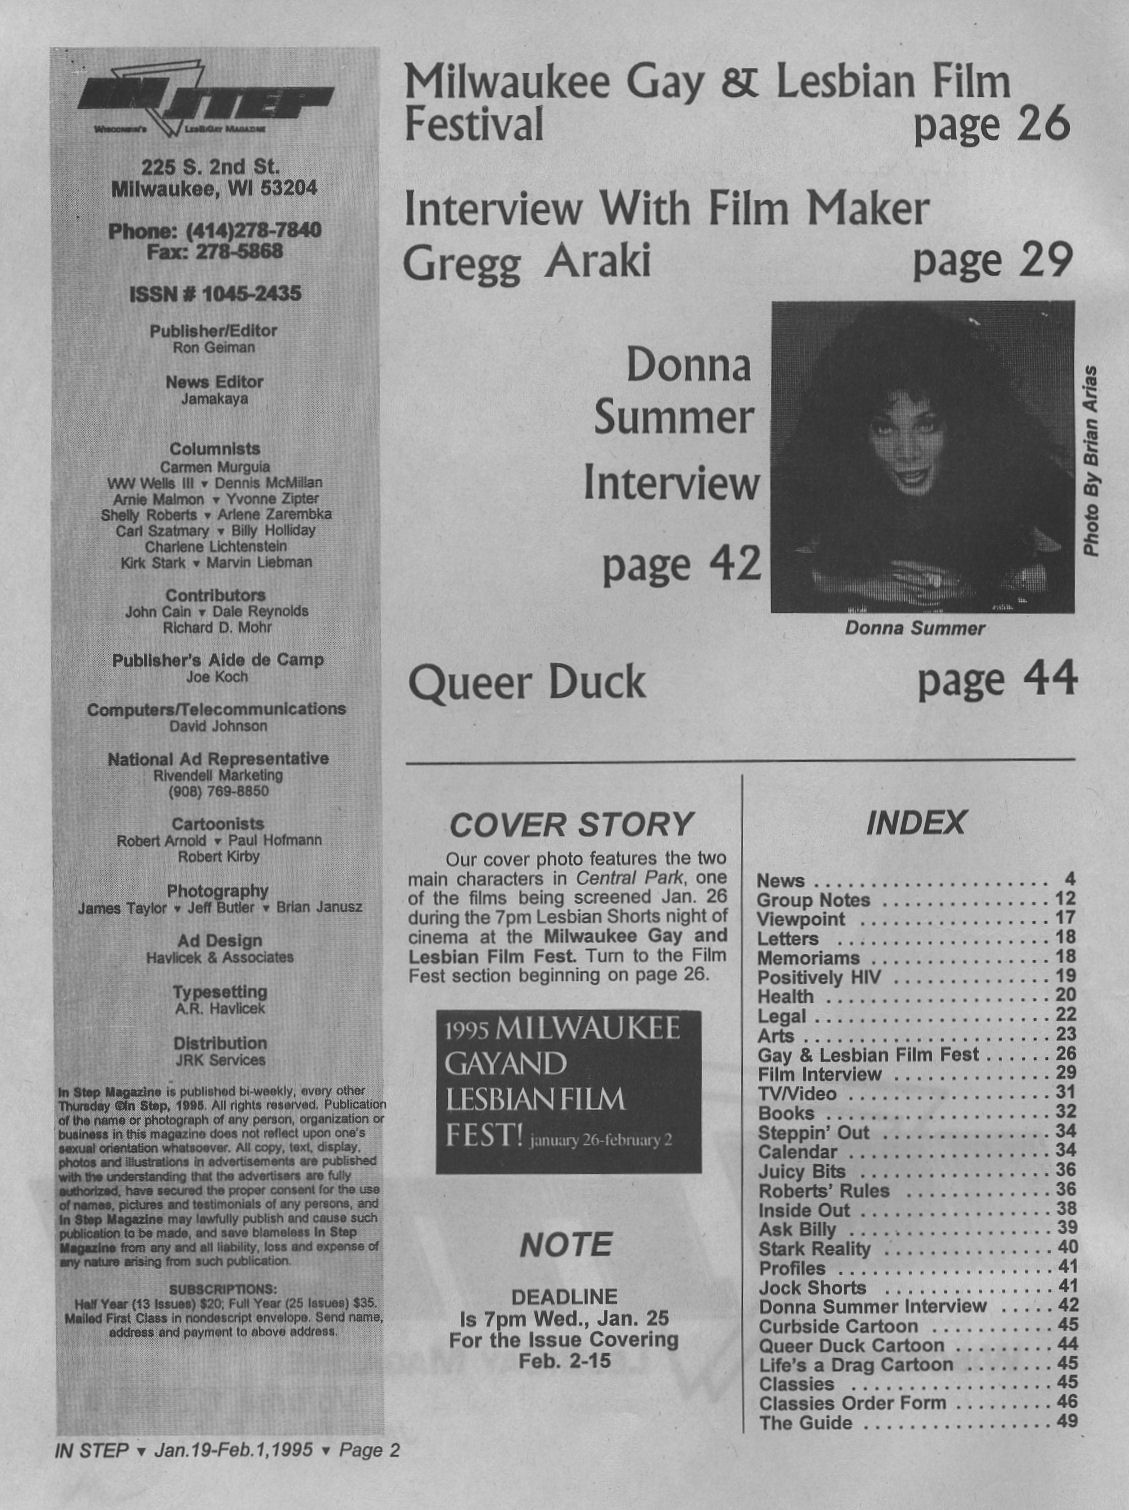 IN STEP
WISCONSIN'S LESBIGAY MAGAZINE
225 S. 2nd St.
Milwaukee, WI 53204
Phone: (414)278-7840
Fax: 278-5868
ISSN # 1045-2435
Publisher/Editor
Ron Geiman
News Editor
Jamakaya
Columnists
Carmen Murguia
WW Wells III ▾ Dennis McMillan
Arnie Malmon ▾ Yvonne Zipter
Shelly Roberts ▾ Arlene Zarembka
Carl Szatmary ▾ Billy Holliday
Charlene Lichtenstein
Kirk Stark ▾ Marvin Liebman
Contributors
John Cain ▾ Dale Reynolds
Richard D. Mohr
Publisher's Aide de Camp
Joe Koch
Computers/Telecommunications
David Johnson
National Ad Representative
Rivendell Marketing
(908) 769-8850
Cartoonists
Robert Arnold ▾ Paul Hofmann
Robert Kirby
Photography
James Taylor ▾ Jeff Butler ▾ Brian Janusz
Ad Design
Havlicek & Associates
Typesetting
A.R. Havlicek
Distribution
JRK Services
In Step Magazine is published bi-weekly, every other
Thursday ©In Step, 1995. All rights reserved. Publication
of the name or photograph of any person, organization or
business in this magazine does not reflect upon one's
sexual orientation whatsoever. All copy, text, display,
photos and illustrations in advertisements are published
with the understanding that the advertisers are fully
authorized, have secured the proper consent for the use
of names, pictures and testimonials of any persons, and
In Step Magazine may lawfully publish and cause such
publication to be made, and save blameless In Step
Magazine from any and all liability, loss and expense of
any nature arising from such publication.
SUBSCRIPTIONS:
Half Year (13 Issues) $20; Full Year (25 Issues) $35.
Mailed First Class in nondescript envelope. Send name,
address and payment to above address.
IN STEP ▾ Jan.19-Feb.1,1995 ▾ Page 2
Milwaukee Gay & Lesbian Film
Festival page 26
Interview With Film Maker
Gregg Araki page 29
Donna
Summer
Interview
page 42
Photo By Brian Arias
Donna Summer
Queer Duck page 44
COVER STORY
Our cover photo features the two
main characters in Central Park, one
of the films being screened Jan. 26
during the 7pm Lesbian Shorts night of
cinema at the Milwaukee Gay and
Lesbian Film Fest. Turn to the Film
Fest section beginning on page 26.
1995 MILWAUKEE
GAY AND
LESBIAN FILM
FEST! january 26-february 2
NOTE
DEADLINE
Is 7pm Wed., Jan. 25
For the Issue Covering
Feb. 2-15
INDEX
News . . . . . . . . . . . . . . . . . . . . . 4
Group Notes . . . . . . . . . . . . . . . 12
Viewpoint . . . . . . . . . . . . . . . . . 17
Letters . . . . . . . . . . . . . . . . . . . 18
Memoriams . . . . . . . . . . . . . . . . 18
Positively HIV . . . . . . . . . . . . . . 19
Health . . . . . . . . . . . . . . . . . . . . 20
Legal . . . . . . . . . . . . . . . . . . . . . 22
Arts . . . . . . . . . . . . . . . . . . . . . . 23
Gay & Lesbian Film Fest . . . . . . 26
Film Interview . . . . . . . . . . . . . . 29
TV/Video . . . . . . . . . . . . . . . . . . 31
Books . . . . . . . . . . . . . . . . . . . . 32
Steppin' Out . . . . . . . . . . . . . . . 34
Calendar . . . . . . . . . . . . . . . . . . 34
Juicy Bits . . . . . . . . . . . . . . . . . 36
Roberts' Rules . . . . . . . . . . . . . 36
Inside Out . . . . . . . . . . . . . . . . . 38
Ask Billy . . . . . . . . . . . . . . . . . . 39
Stark Reality . . . . . . . . . . . . . . . 40
Profiles . . . . . . . . . . . . . . . . . . . 41
Jock Shorts . . . . . . . . . . . . . . . 41
Donna Summer Interview . . . . . 42
Curbside Cartoon . . . . . . . . . . . 45
Queer Duck Cartoon . . . . . . . . . 44
Life's a Drag Cartoon . . . . . . . . 45
Classies . . . . . . . . . . . . . . . . . . 45
Classies Order Form . . . . . . . . . 46
The Guide . . . . . . . . . . . . . . . . . 49